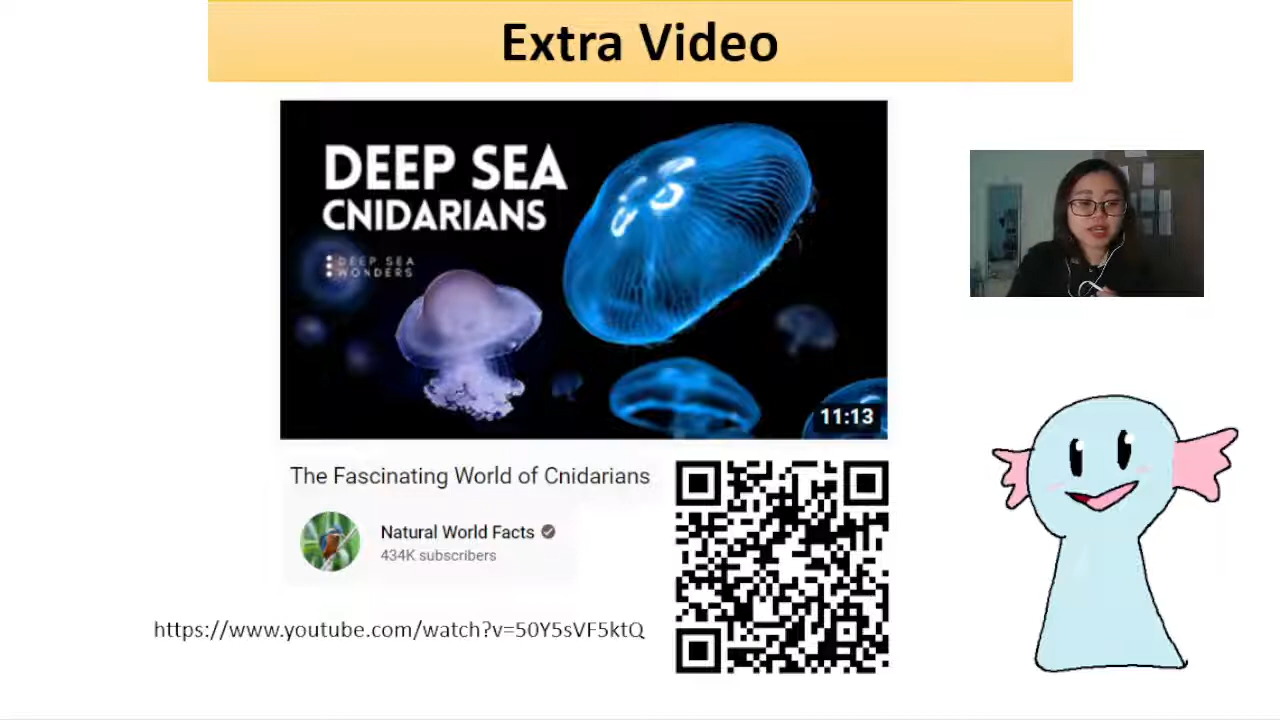 Extra Video
DEEP SEA
CNIDARIANS
DEEP SEA
WONDERS
11:13
The Fascinating World of Cnidarians
Natural World Facts
434K subscribers
https://www.youtube.com/watch?v=50Y5sVF5ktQ